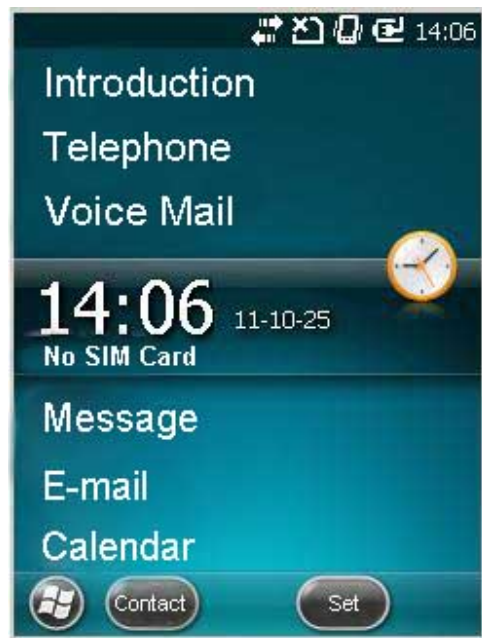 14:06
Introduction
Telephone
Voice Mail
14:06 11-10-25
No SIM Card
Message
E-mail
Calendar
Contact Set